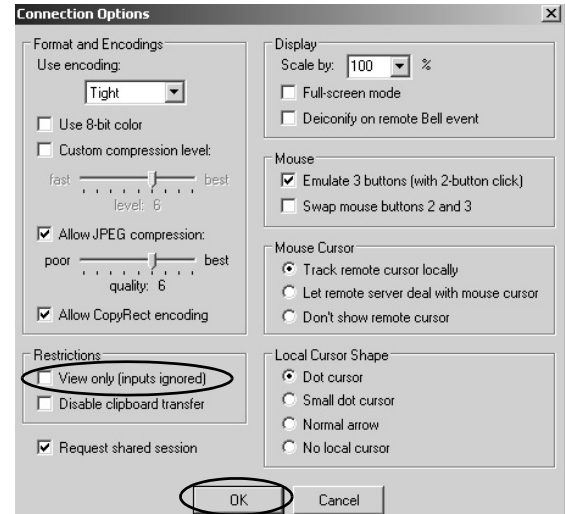 Connection Options
Format and Encodings
Use encoding:
Tight
Use 8-bit color
Custom compression level:
fast best
level: 6
Allow JPEG compression:
poor best
quality: 6
Allow CopyRect encoding
Restrictions
View only (inputs ignored)
Disable clipboard transfer
Request shared session
Display
Scale by: 100 %
Full-screen mode
Deiconify on remote Bell event
Mouse
Emulate 3 buttons (with 2-button click)
Swap mouse buttons 2 and 3
Mouse Cursor
Track remote cursor locally
Let remote server deal with mouse cursor
Don't show remote cursor
Local Cursor Shape
Dot cursor
Small dot cursor
Normal arrow
No local cursor
OK Cancel